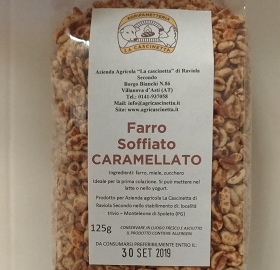 AGRIPANETTERIA
LA CASCINETTA
Azienda Agricola "La cascinetta" di Raviola
Secondo
Borgo Bianchi N.86
Villanova d'Asti (AT)
Tel.: 0141-937058
Mail: info@agricascinetta.it
Site: www.agricascinetta.it
Farro
Soffiato
CARAMELLATO
Ingredienti: farro, miele, zucchero
Ideale per la prima colazione. Si può mettere nel
latte o nello yogurt.
Prodotto per Azienda agricola La Cascinetta di
Raviola Secondo nello stabilimento di: località
trivio – Monteleone di Spoleto (PG)
125g
CONSERVARE IN LUOGO FRESCO E ASCIUTTO
IL PRODOTTO CONTIENE ALLERGENI
DA CONSUMARSI PREFERIBILMENTE ENTRO IL:
30 SET 2019